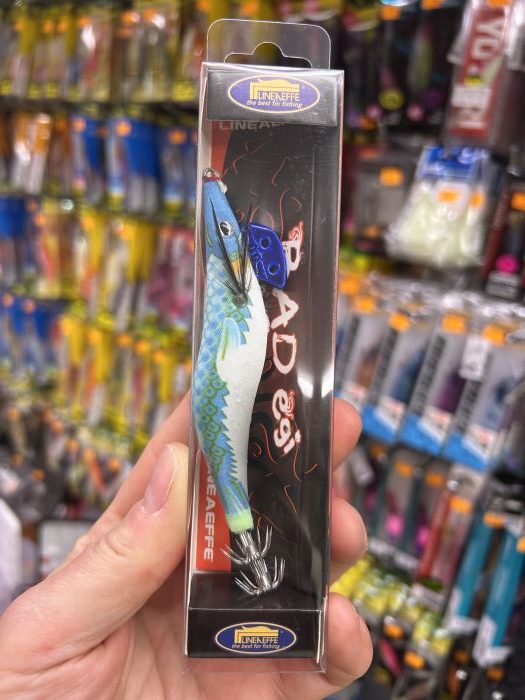 LINEAEFFE
the best for fishing
LINEAEFFE
BAD egi
LINEAEFFE
LINEAEFFE
the best for fishing